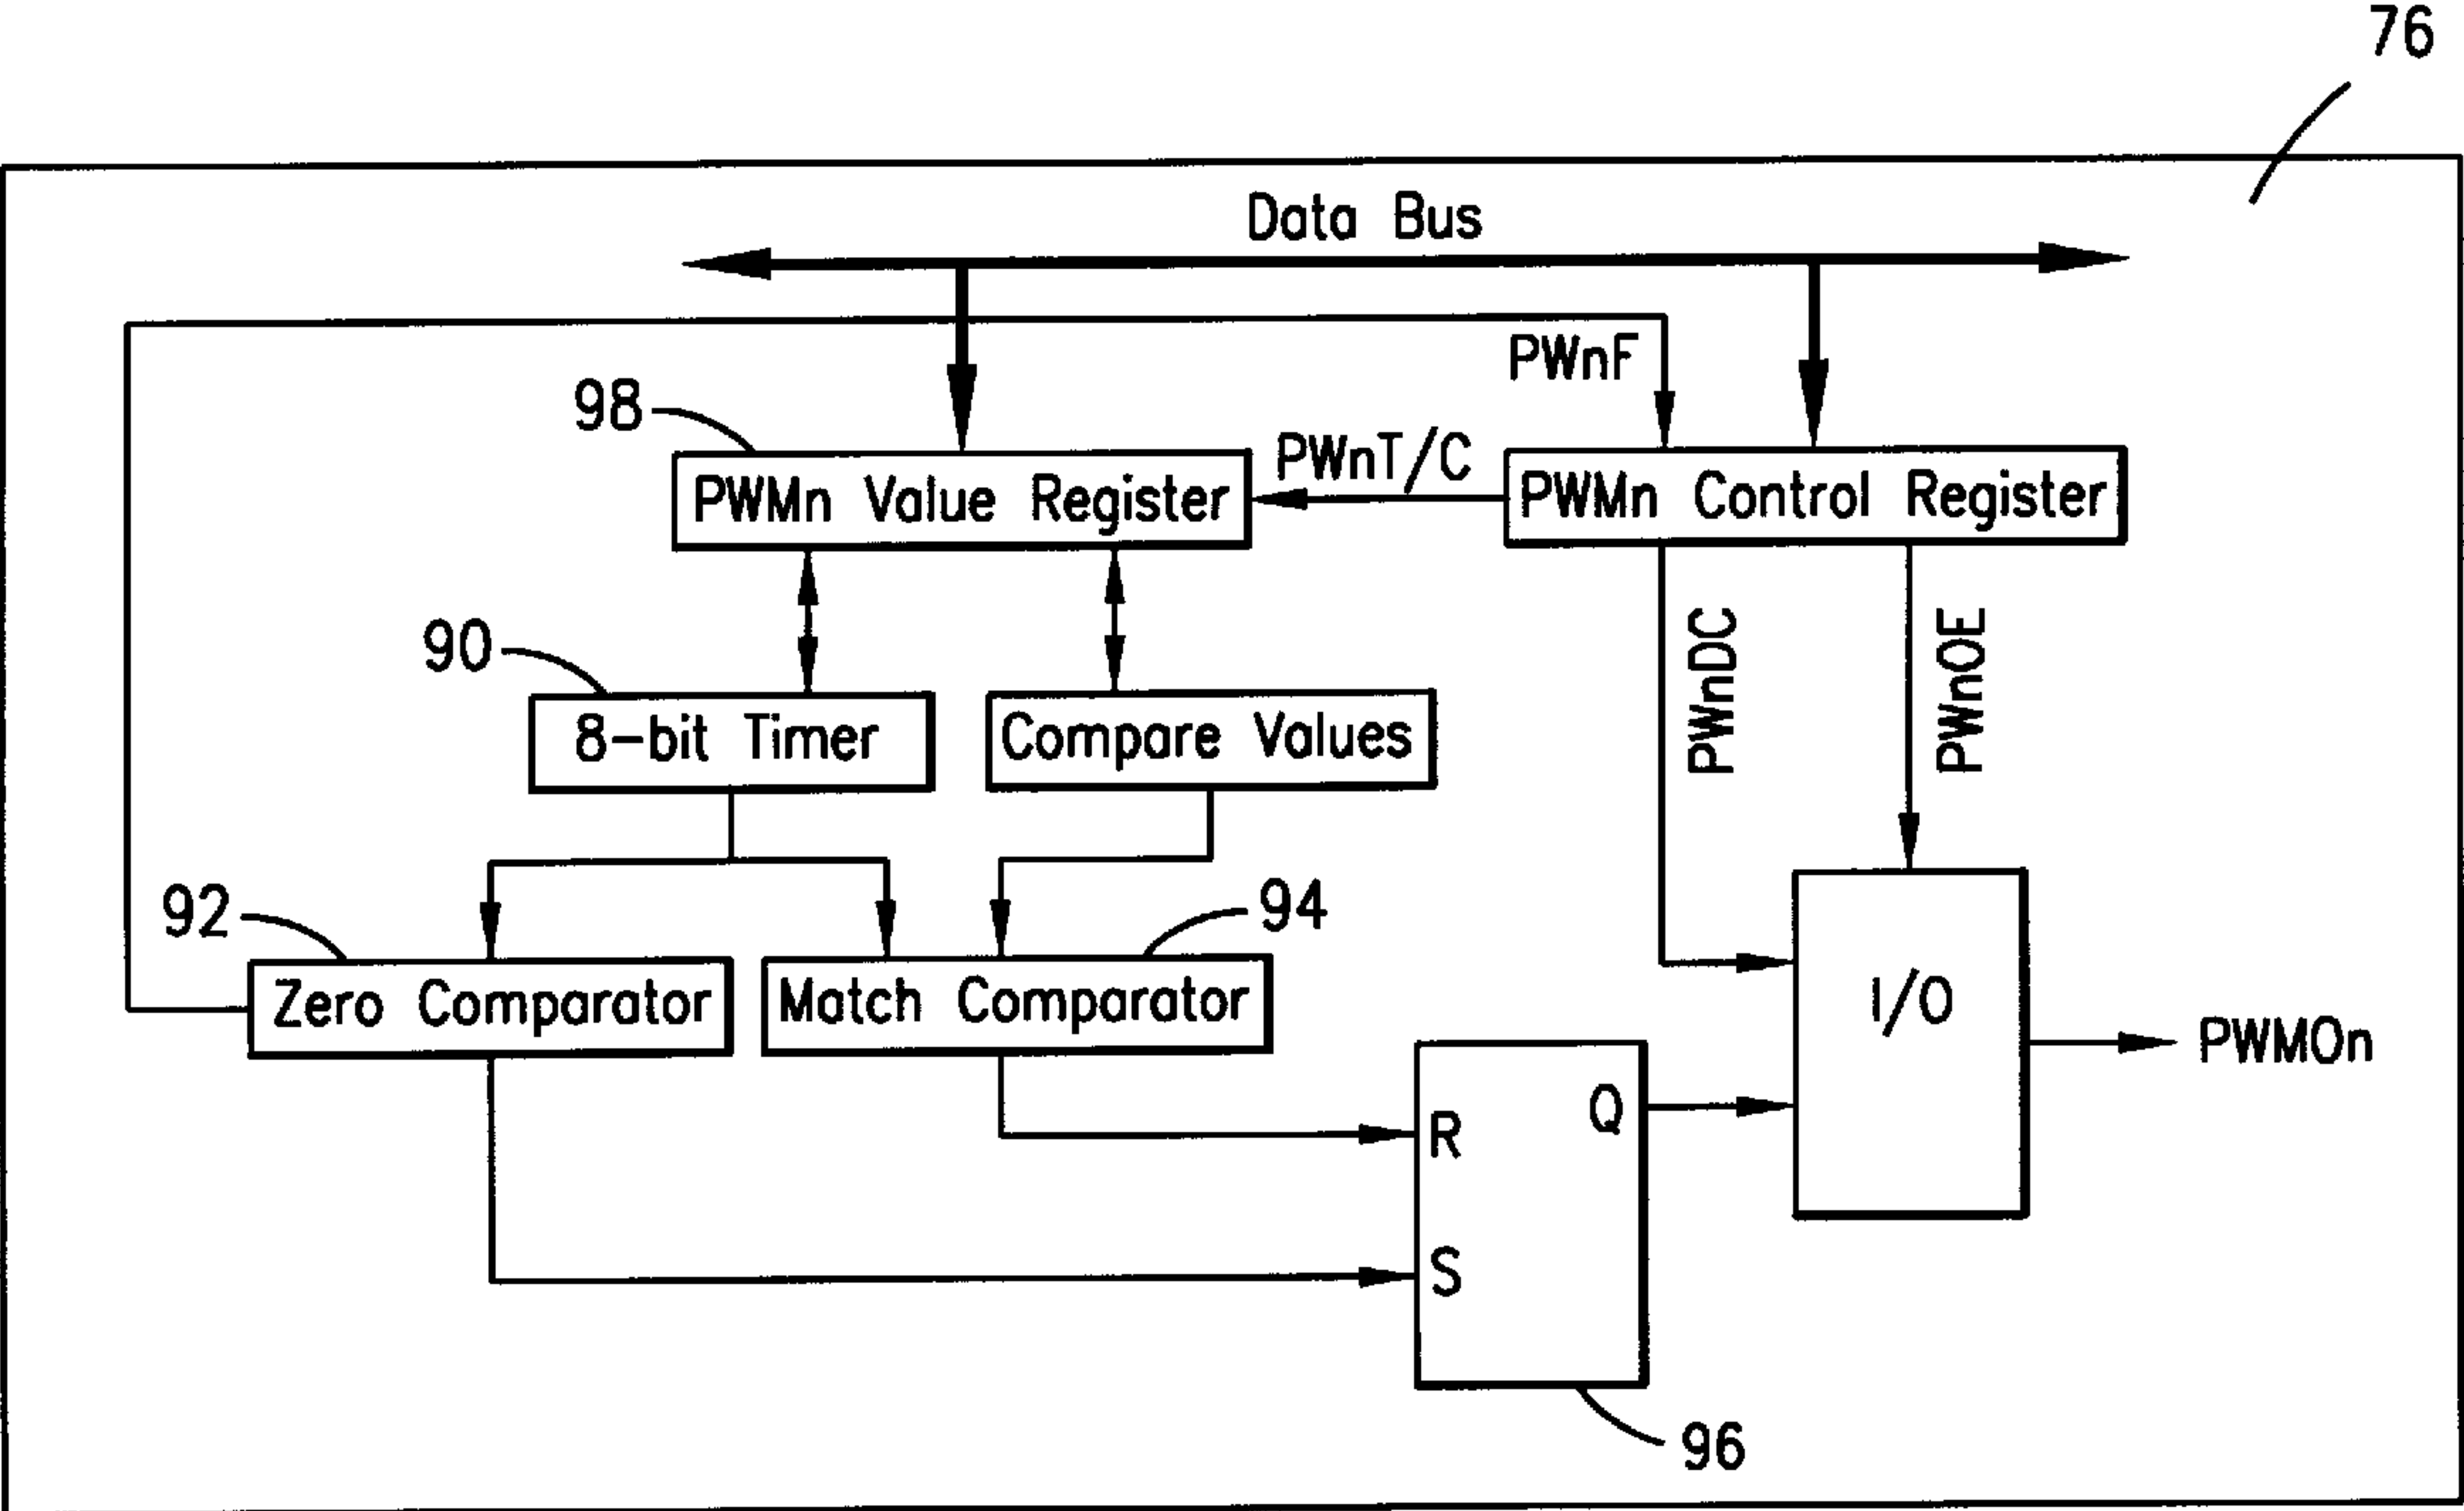 76
Data Bus
PWnF
98
PWnT/C
PWMn Value Register
PWMn Control Register
90
PWnDC
PWnOE
8-bit Timer
Compare Values
92
94
Zero Comparator
Match Comparator
I/O
PWMOn
R
Q
S
96